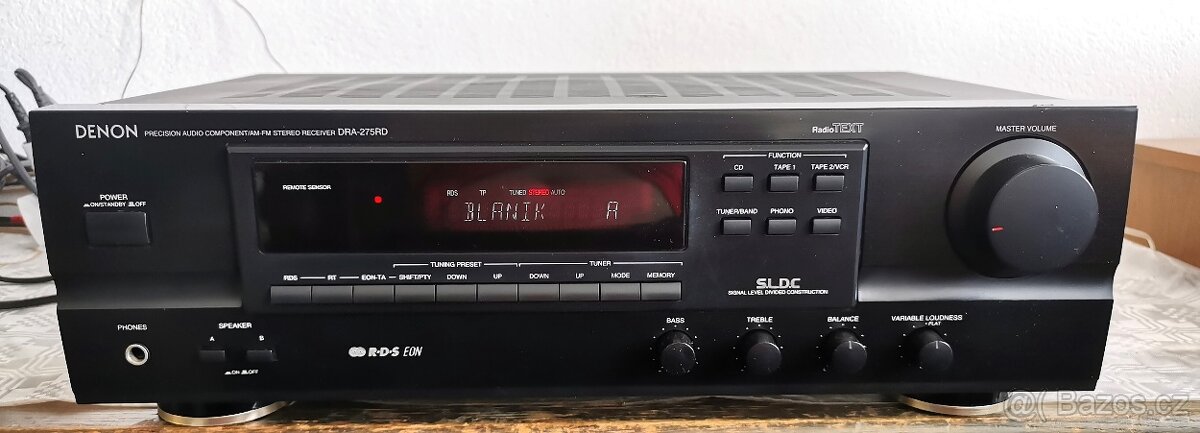 DENON PRECISION AUDIO COMPONENT/AM-FM STEREO RECEIVER DRA-275RD
RadioTEXT
MASTER VOLUME
POWER
ON/STANDBY OFF
REMOTE SENSOR
RDS TP TUNED STEREO AUTO
BLANIK A
FUNCTION
CD TAPE 1 TAPE 2/VCR
TUNER/BAND PHONO VIDEO
TUNING PRESET TUNER
RDS RT EON-TA SHIFT/PTY DOWN UP DOWN UP MODE MEMORY
S.L.D.C
SIGNAL LEVEL DIVIDED CONSTRUCTION
PHONES
SPEAKER
A B
ON OFF
R·D·S EON
BASS TREBLE BALANCE VARIABLE LOUDNESS
FLAT
Bazos.cz